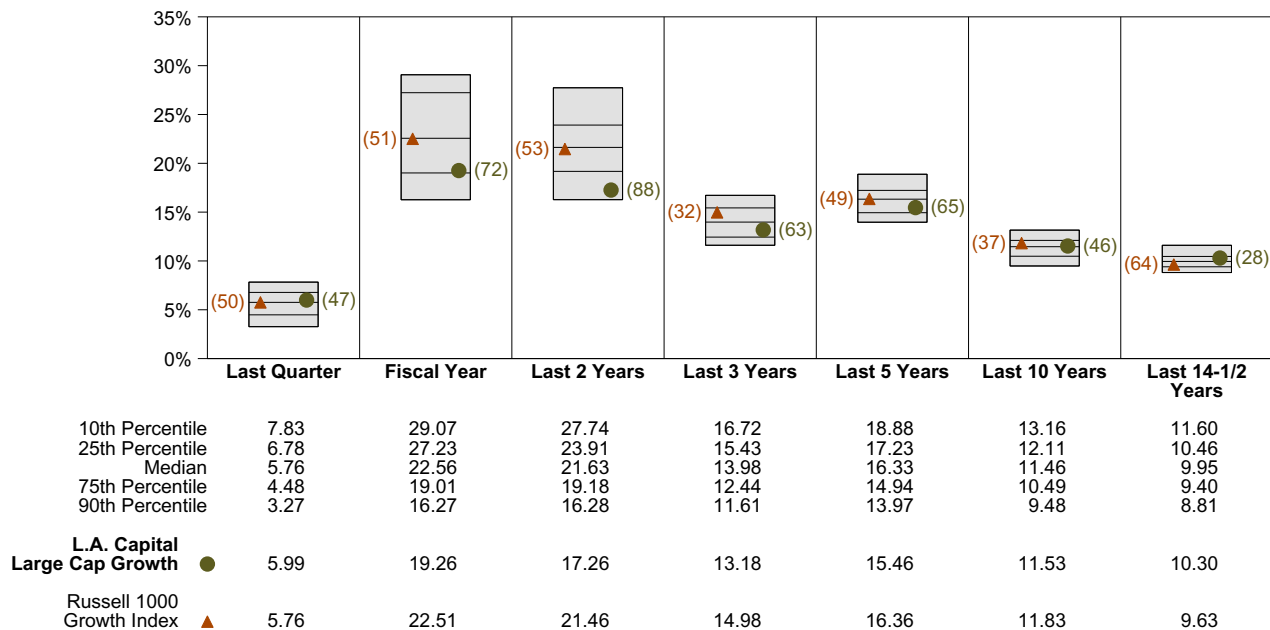 35%
30%
25%
20%
15%
10%
5%
0%
(50)
(47)
(51)
(72)
(53)
(88)
(32)
(63)
(49)
(65)
(37)
(46)
(64)
(28)
Last Quarter Fiscal Year Last 2 Years Last 3 Years Last 5 Years Last 10 Years Last 14-1/2
Years
10th Percentile 7.83 29.07 27.74 16.72 18.88 13.16 11.60
25th Percentile 6.78 27.23 23.91 15.43 17.23 12.11 10.46
Median 5.76 22.56 21.63 13.98 16.33 11.46 9.95
75th Percentile 4.48 19.01 19.18 12.44 14.94 10.49 9.40
90th Percentile 3.27 16.27 16.28 11.61 13.97 9.48 8.81
L.A. Capital
Large Cap Growth 5.99 19.26 17.26 13.18 15.46 11.53 10.30
Russell 1000
Growth Index 5.76 22.51 21.46 14.98 16.36 11.83 9.63